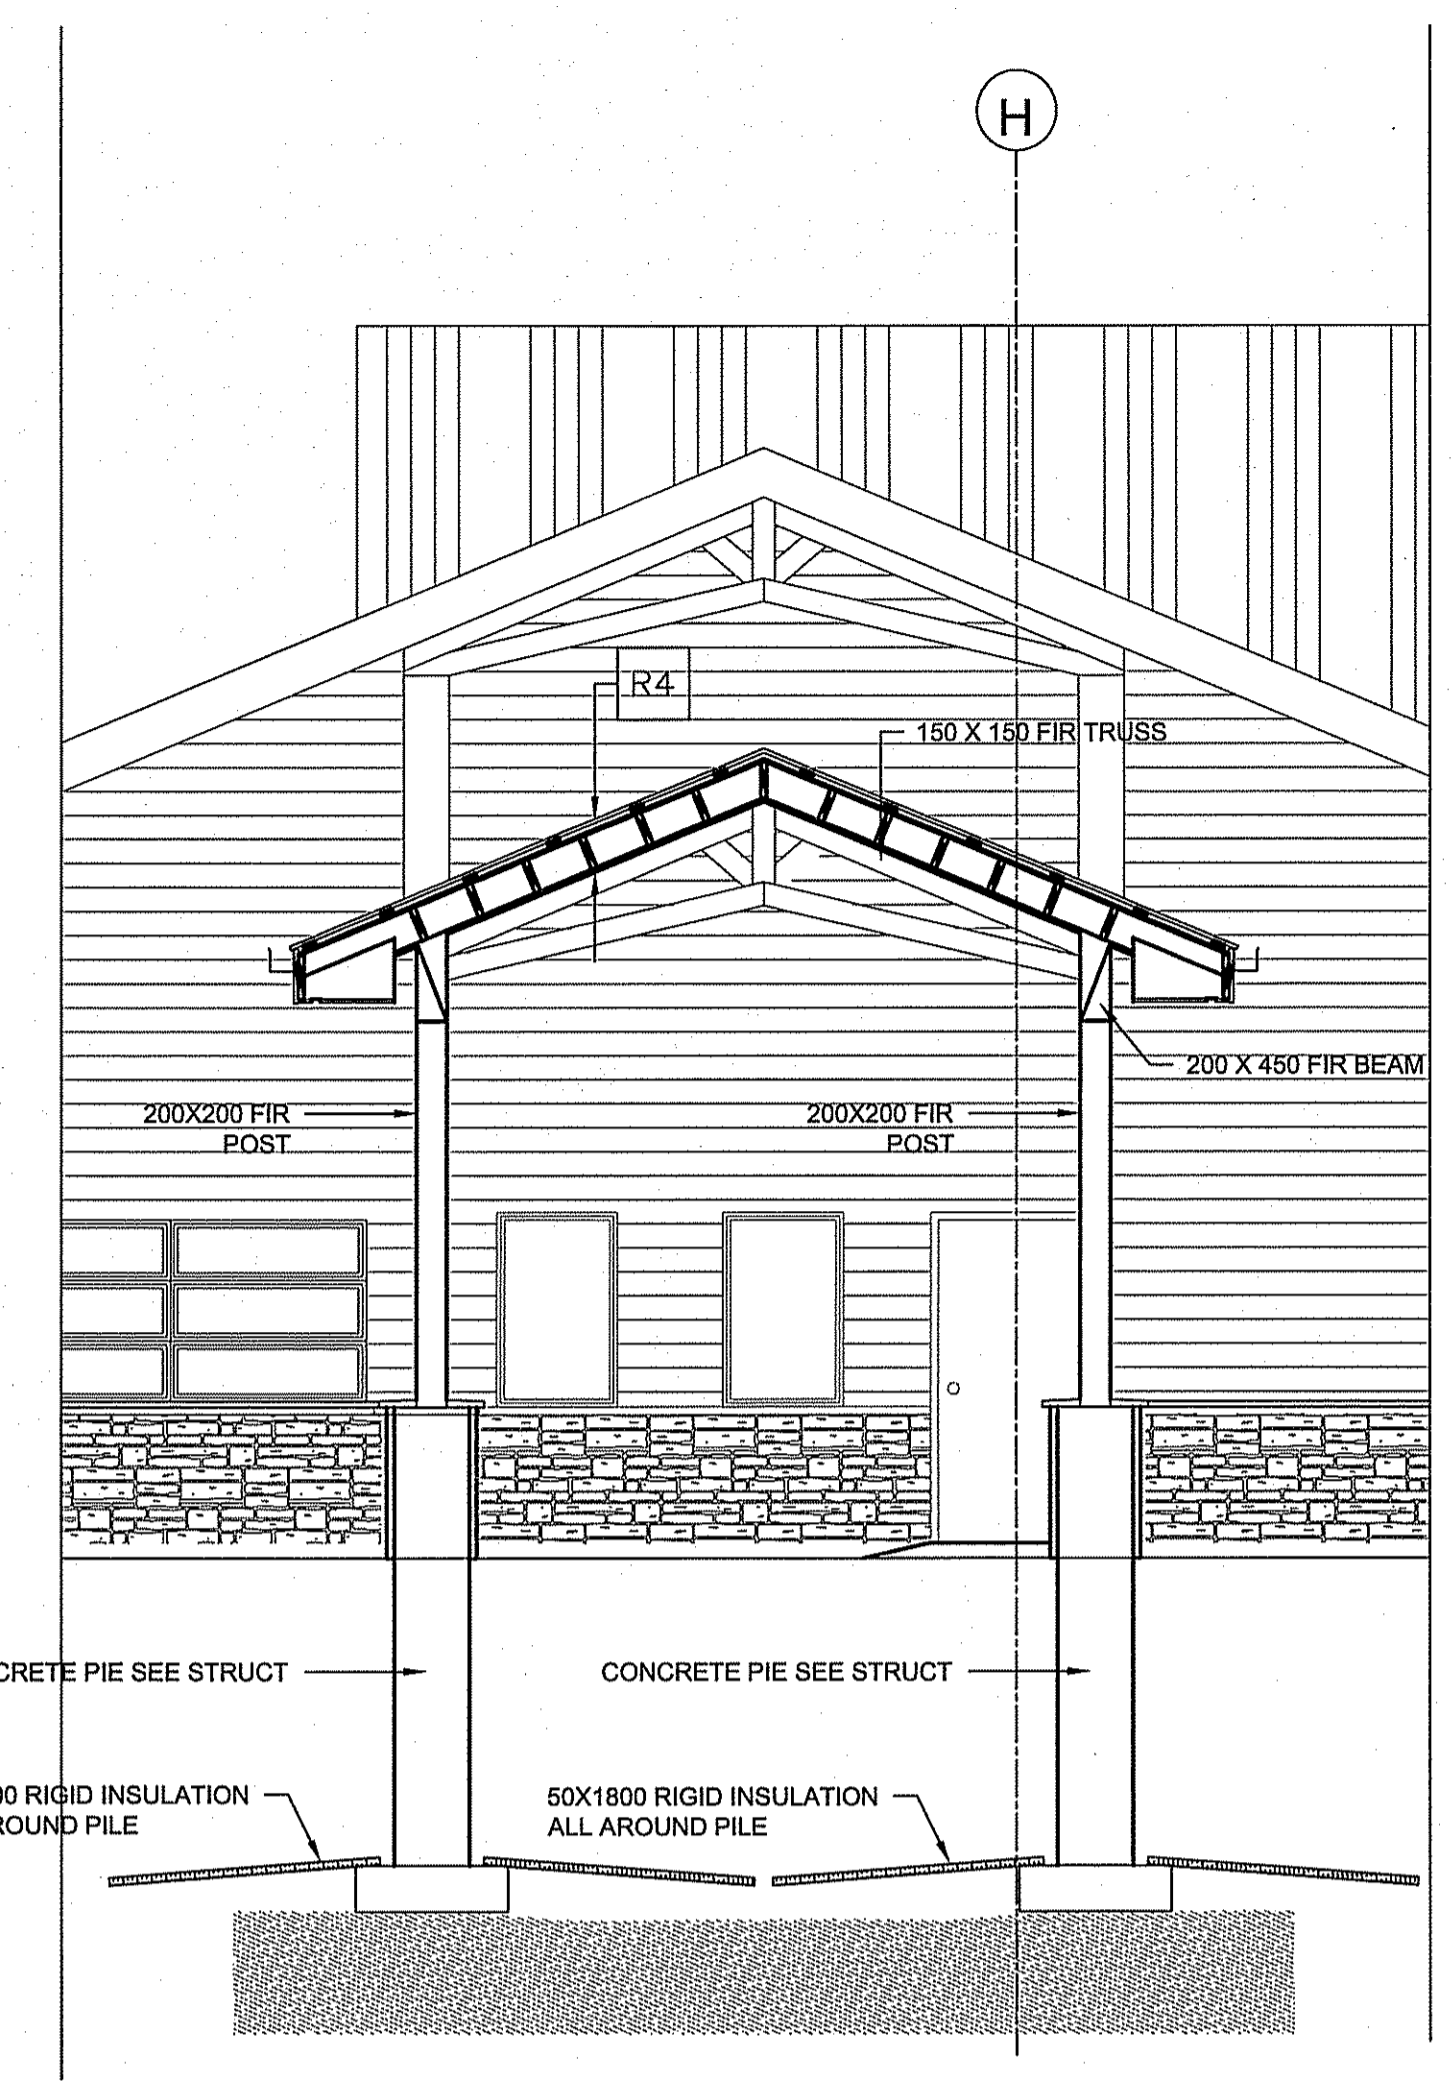 H
R4
150 X 150 FIR TRUSS
200 X 450 FIR BEAM
200X200 FIR
POST
200X200 FIR
POST
CRETE PIE SEE STRUCT
CONCRETE PIE SEE STRUCT
00 RIGID INSULATION
ROUND PILE
50X1800 RIGID INSULATION
ALL AROUND PILE